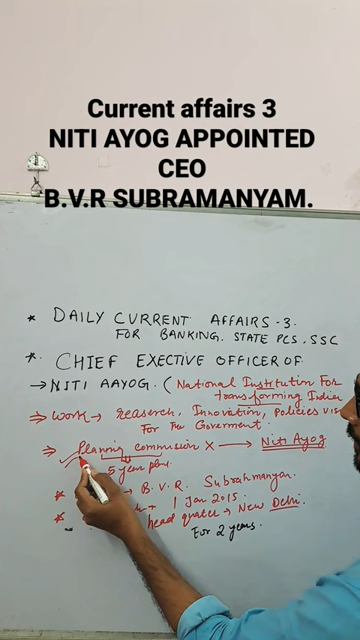 Current affairs 3
NITI AYOG APPOINTED
CEO
B.V.R SUBRAMANYAM.
* DAILY CURRENT AFFAIRS-3.
FOR BANKING, STATE PCS, SSC
* CHIEF EXECTIVE OFFICER OF
→ NITI AAYOG. (National Institution For
transforming India
⇒ work → reaserch, Innovation, policies
For the Goverment.
⇒ Planning commission X → Niti Ayog
5 year plan.
* B.V.R. Subrahmanyam.
* 1 Jan 2015.
head quater → New Delhi
For 2 years.